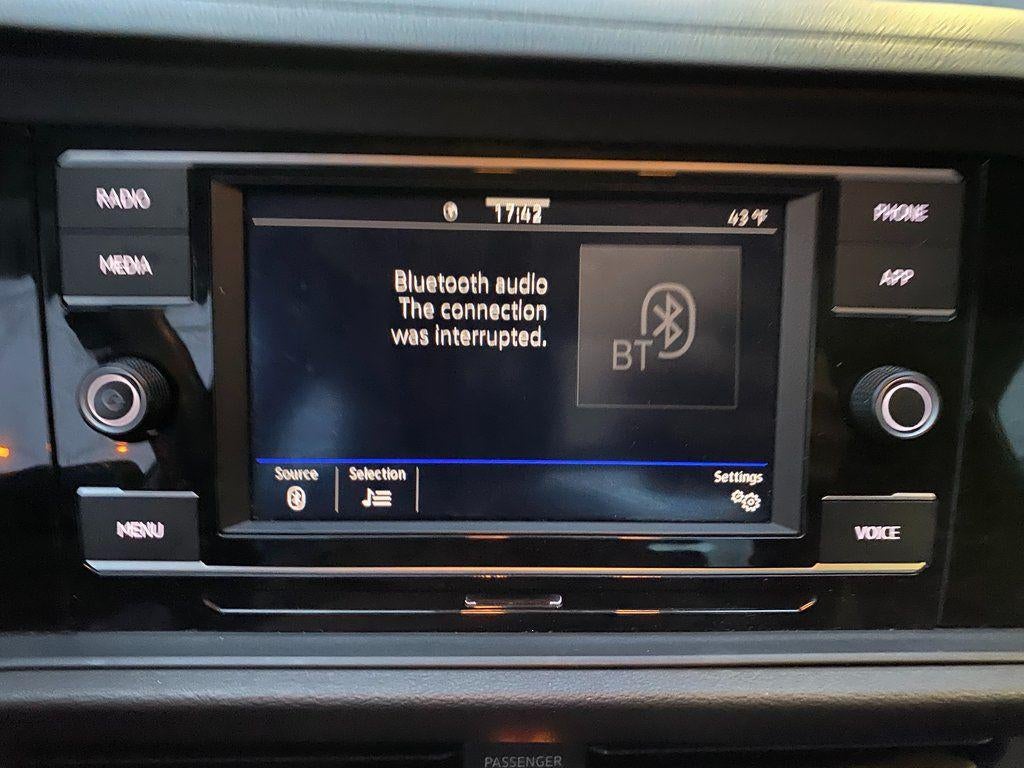 RADIO
MEDIA
MENU
17:42
43 °F
Bluetooth audio
The connection
was interrupted.
BT
Source
Selection
Settings
PHONE
APP
VOICE
PASSENGER